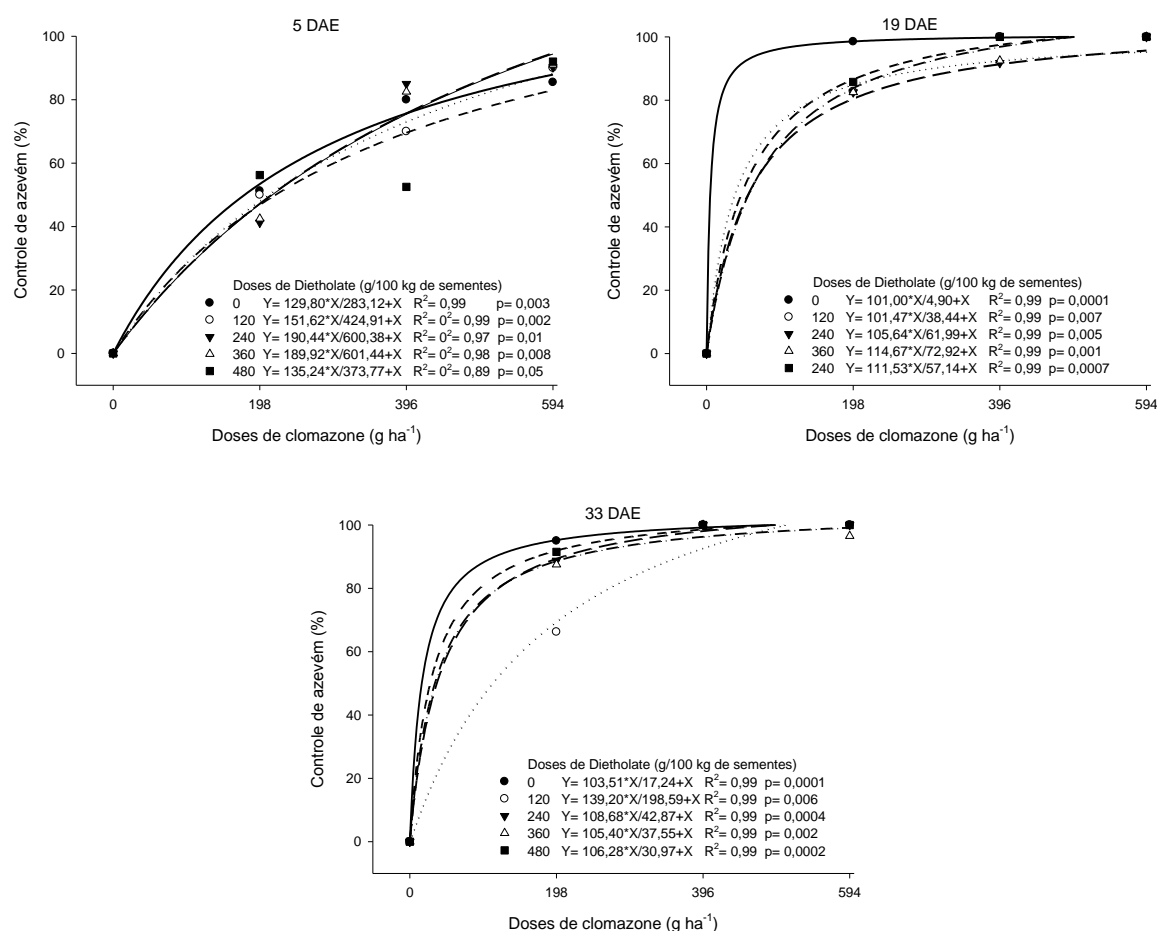 5 DAE
100
80
60
40
20
0
Controle de azevém (%)
Doses de Dietholate (g/100 kg de sementes)
0 Y= 129,80*X/283,12+X R²= 0,99 p= 0,003
120 Y= 151,62*X/424,91+X R²= 0²= 0,99 p= 0,002
240 Y= 190,44*X/600,38+X R²= 0²= 0,97 p= 0,01
360 Y= 189,92*X/601,44+X R²= 0²= 0,98 p= 0,008
480 Y= 135,24*X/373,77+X R²= 0²= 0,89 p= 0,05
0 198 396 594
Doses de clomazone (g ha⁻¹)
19 DAE
100
80
60
40
20
0
Controle de azevém (%)
Doses de Dietholate (g/100 kg de sementes)
0 Y= 101,00*X/4,90+X R²= 0,99 p= 0,0001
120 Y= 101,47*X/38,44+X R²= 0,99 p= 0,007
240 Y= 105,64*X/61,99+X R²= 0,99 p= 0,005
360 Y= 114,67*X/72,92+X R²= 0,99 p= 0,001
240 Y= 111,53*X/57,14+X R²= 0,99 p= 0,0007
0 198 396 594
Doses de clomazone (g ha⁻¹)
33 DAE
100
80
60
40
20
0
Controle de azevém (%)
Doses de Dietholate (g/100 kg de sementes)
0 Y= 103,51*X/17,24+X R²= 0,99 p= 0,0001
120 Y= 139,20*X/198,59+X R²= 0,99 p= 0,006
240 Y= 108,68*X/42,87+X R²= 0,99 p= 0,0004
360 Y= 105,40*X/37,55+X R²= 0,99 p= 0,002
480 Y= 106,28*X/30,97+X R²= 0,99 p= 0,0002
0 198 396 594
Doses de clomazone (g ha⁻¹)